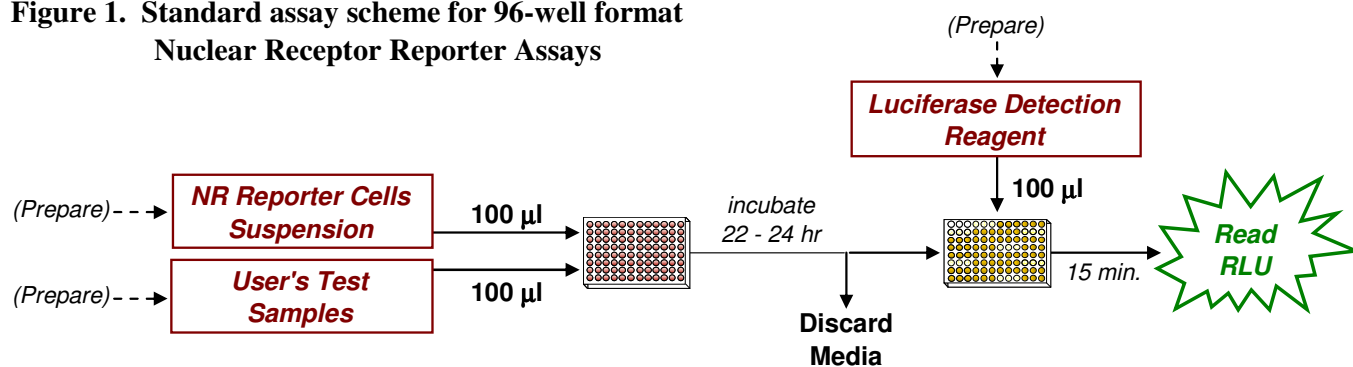 Figure 1. Standard assay scheme for 96-well format
Nuclear Receptor Reporter Assays
(Prepare)
Luciferase Detection
Reagent
(Prepare)
NR Reporter Cells
Suspension
100 µl
(Prepare)
User's Test
Samples
100 µl
incubate
22 - 24 hr
Discard
Media
100 µl
15 min.
Read
RLU